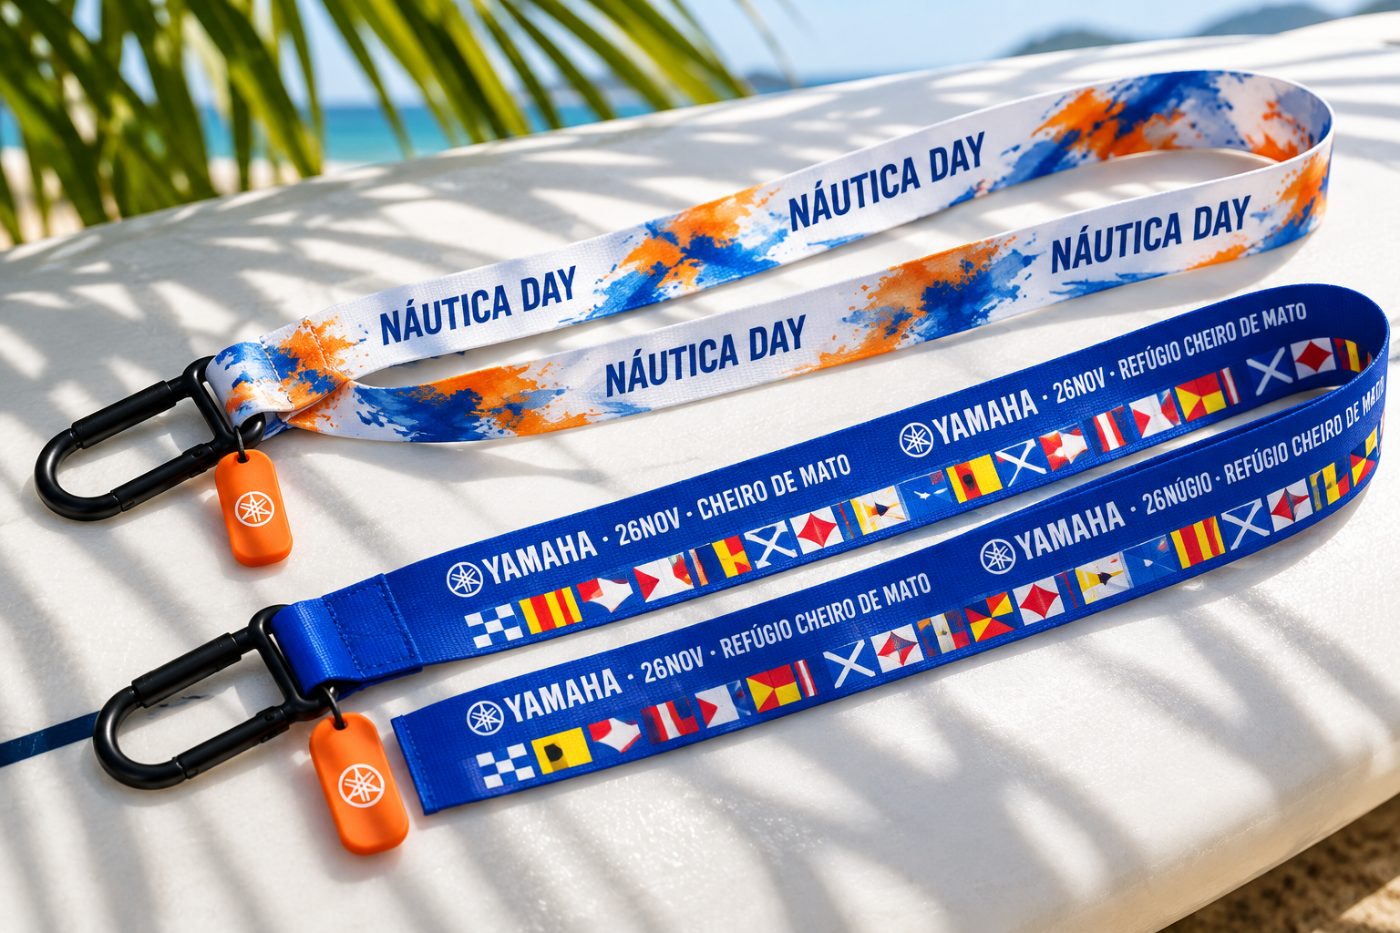 NÁUTICA DAY
NÁUTICA DAY
NÁUTICA DAY
NÁUTICA DAY
YAMAHA · 26NOV · CHEIRO DE MATO
YAMAHA · 26NOV · REFÚGIO CHEIRO DE MATO
YAMAHA · 26NOV · REFÚGIO CHEIRO DE MATO
YAMAHA · 26NÚGIO · REFÚGIO CHEIRO DE MATO